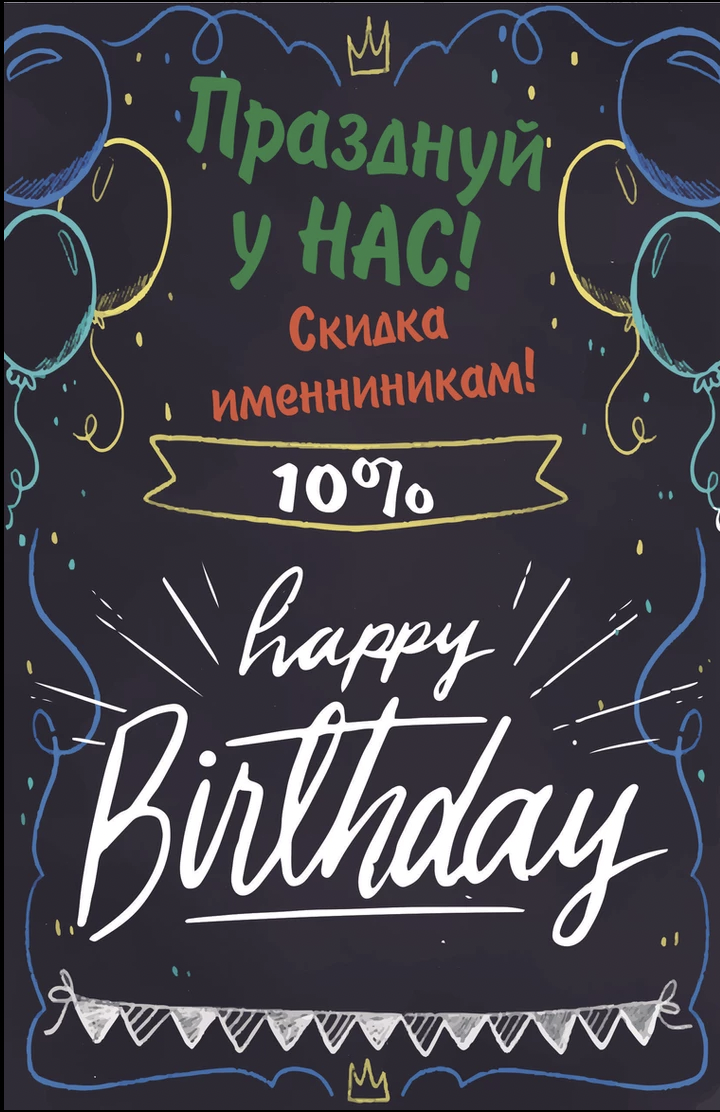 Празднуй
у НАС!
Скидка
именниникам!
10%
happy
Birthday